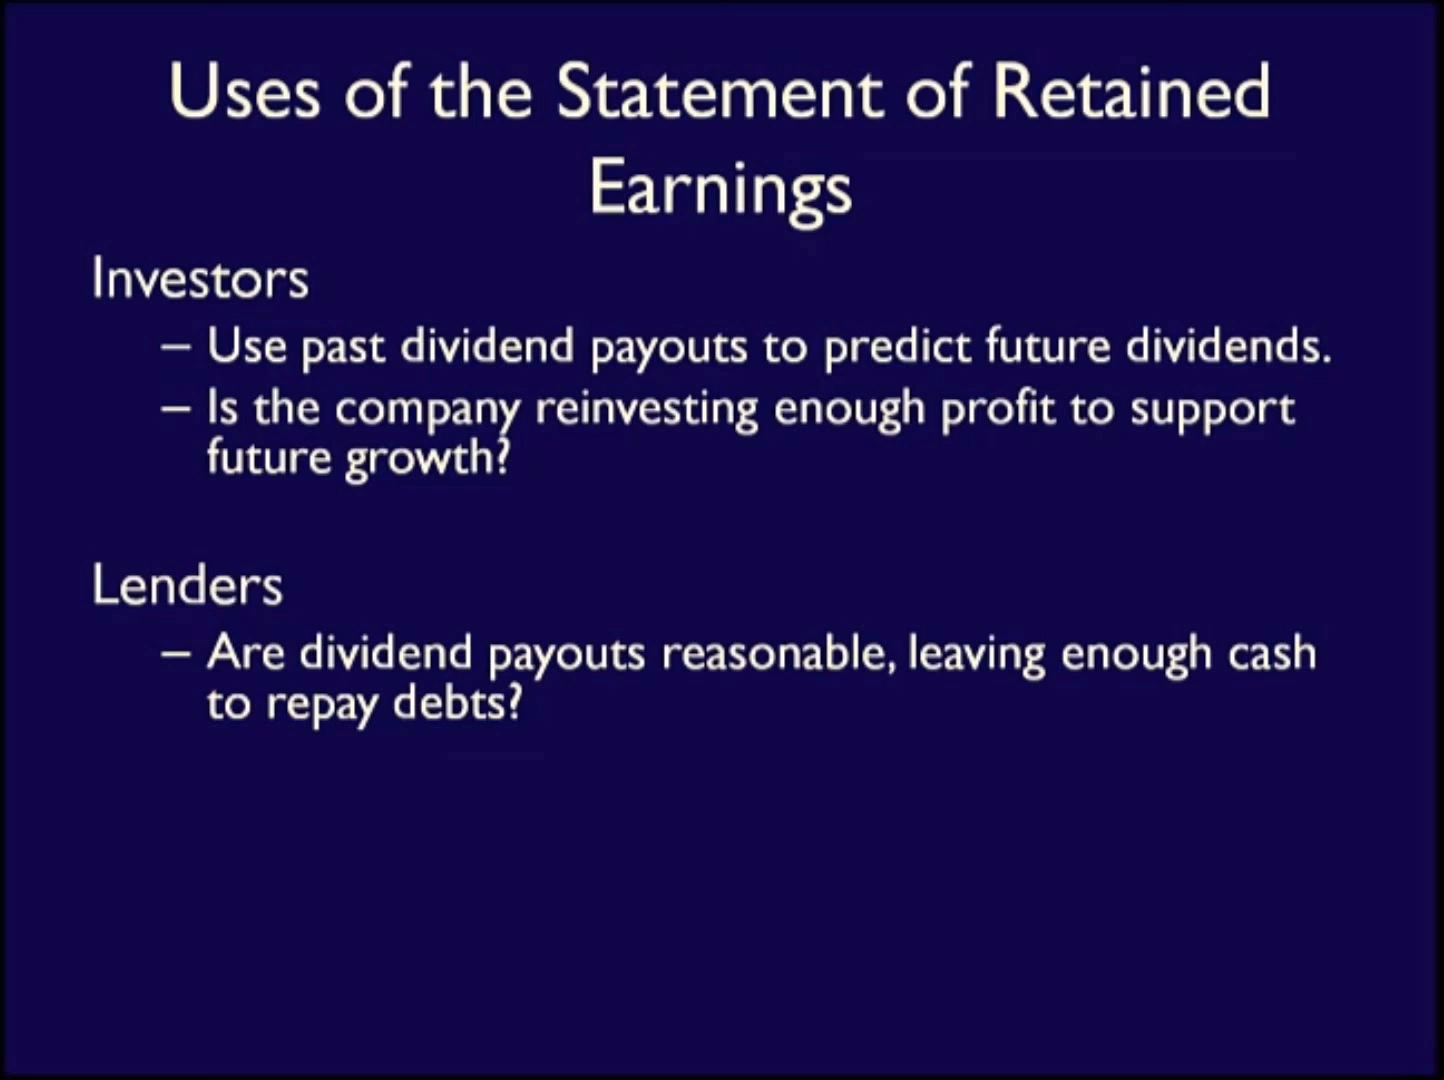 Uses of the Statement of Retained
Earnings
Investors
– Use past dividend payouts to predict future dividends.
– Is the company reinvesting enough profit to support
future growth?
Lenders
– Are dividend payouts reasonable, leaving enough cash
to repay debts?